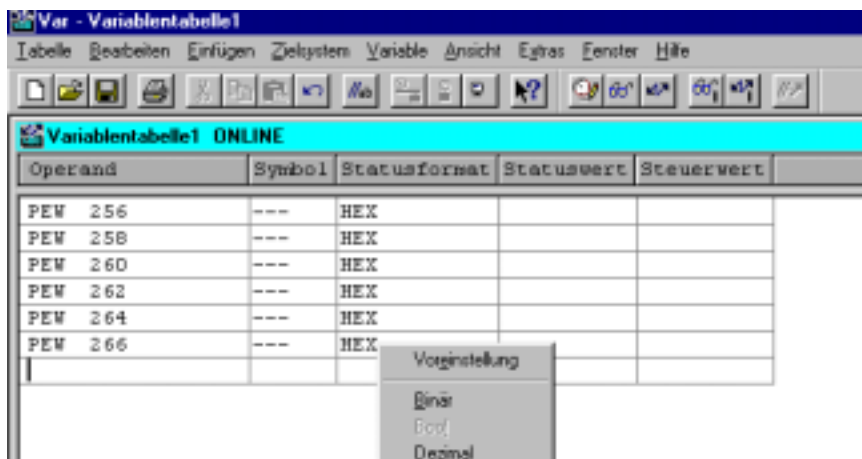 Var - Variablentabelle1
Tabelle Bearbeiten Einfügen Zielsystem Variable Ansicht Extras Fenster Hilfe
Variablentabelle1 ONLINE
Operand Symbol Statusformat Statuswert Steuerwert
PEW 256 --- HEX
PEW 258 --- HEX
PEW 260 --- HEX
PEW 262 --- HEX
PEW 264 --- HEX
PEW 266 --- HEX
Voreinstellung
Binär
Bool
Dezimal